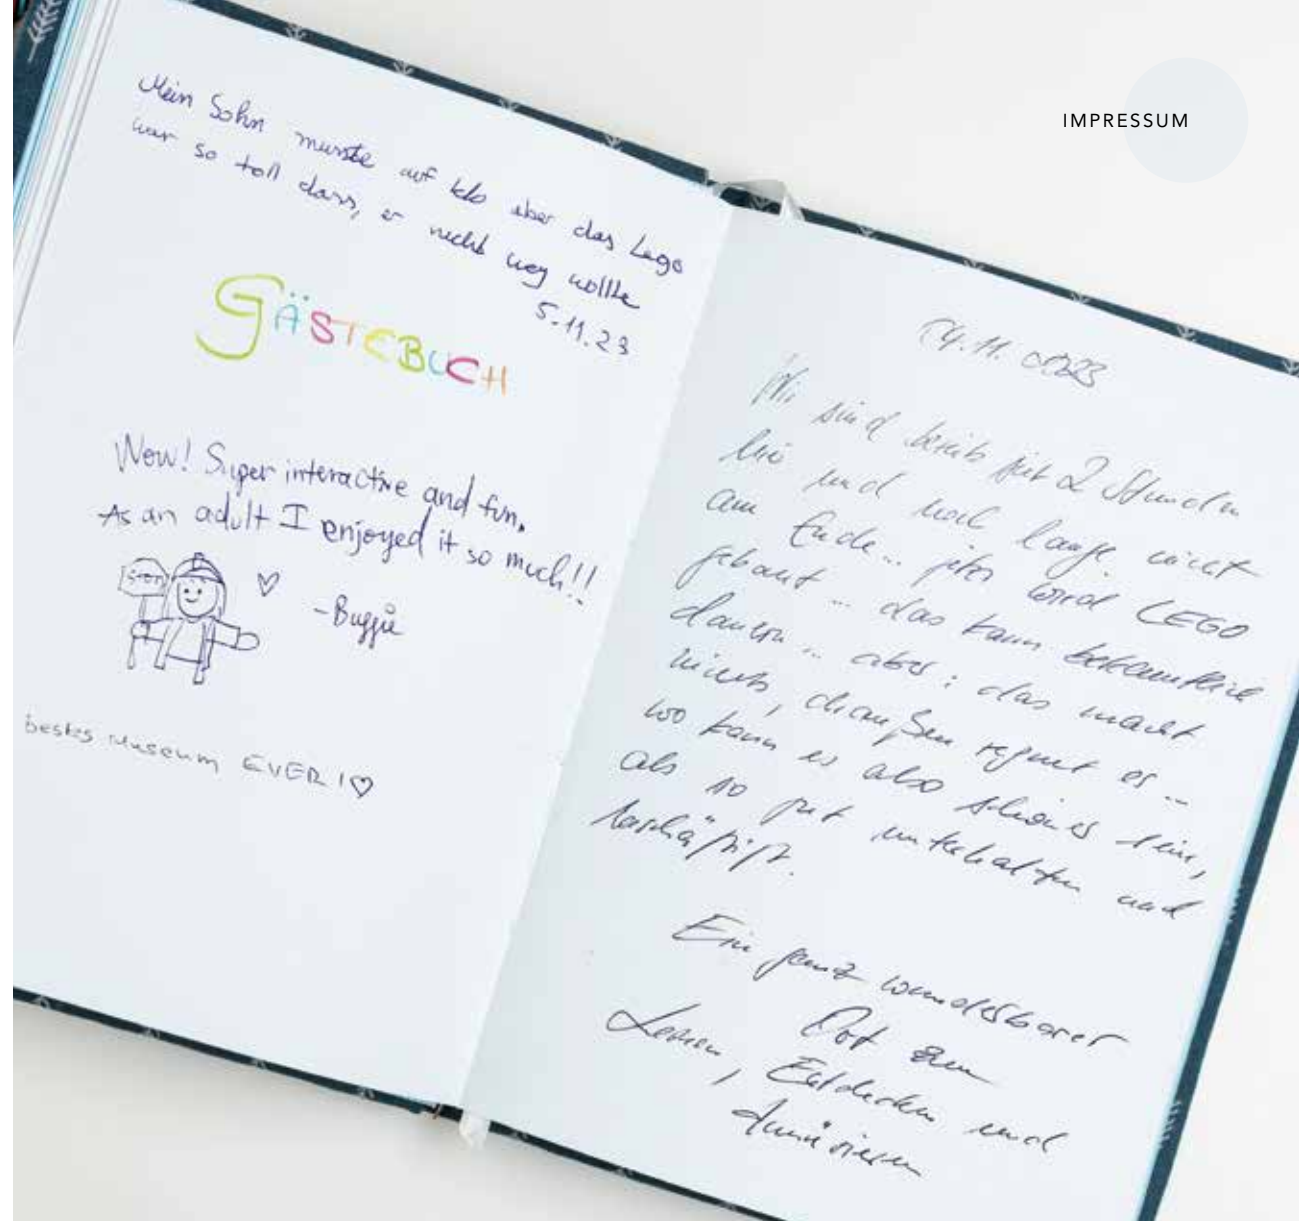 IMPRESSUM
Mein Sohn musste auf klo aber das Lego
war so toll dass, er nicht weg wollte
5.11.23
GÄSTEBUCH
Wow! Super interactive and fun.
As an adult I enjoyed it so much!!
STOP
bestes Museum EVER!♡
14.11.2023
Wir sind bereits seit 2 Stunden
hier und noch lange nicht
am Ende... jetzt wird LEGO
gebaut... das kann bekanntlich
dauern... aber: das macht
nichts, draußen regnet es...
wo kann es also schöner sein,
als so gut unterhalten und
beschäftigt.
Ein ganz wunderbarer
Ort zum
Lernen, Entdecken und
Amüsieren